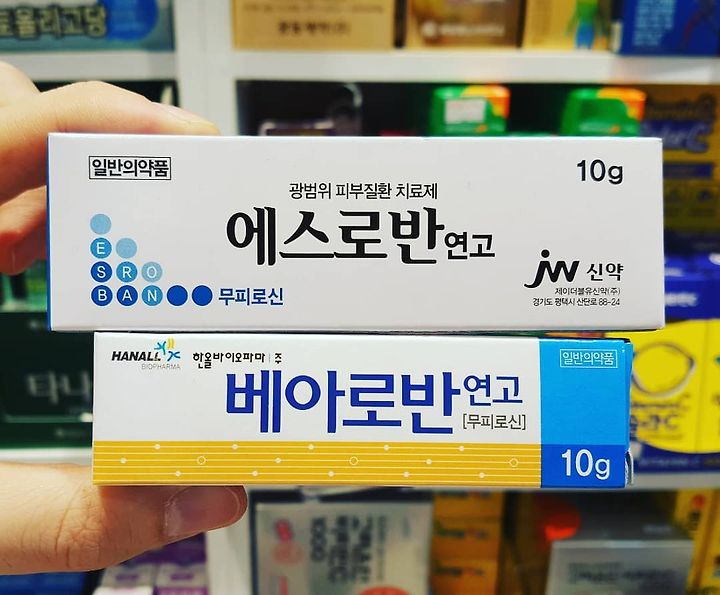 일반의약품
10g
광범위 피부질환 치료제
에스로반연고
E
SRO
BAN
무피로신
jw 신약
제이더블유신약(주)
경기도 평택시 산단로 88-24
HANALL
BIOPHARMA
한올바이오파마 주
베아로반연고
[무피로신]
일반의약품
10g